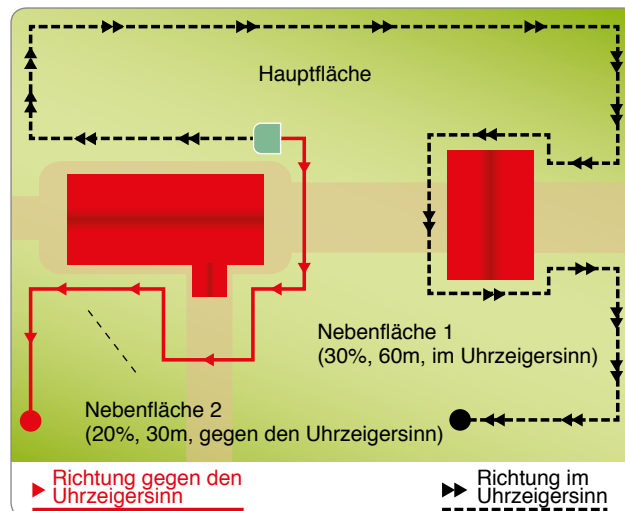 Hauptfläche
Nebenfläche 1
(30%, 60m, im Uhrzeigersinn)
Nebenfläche 2
(20%, 30m, gegen den Uhrzeigersinn)
Richtung gegen den
Uhrzeigersinn
Richtung im
Uhrzeigersinn